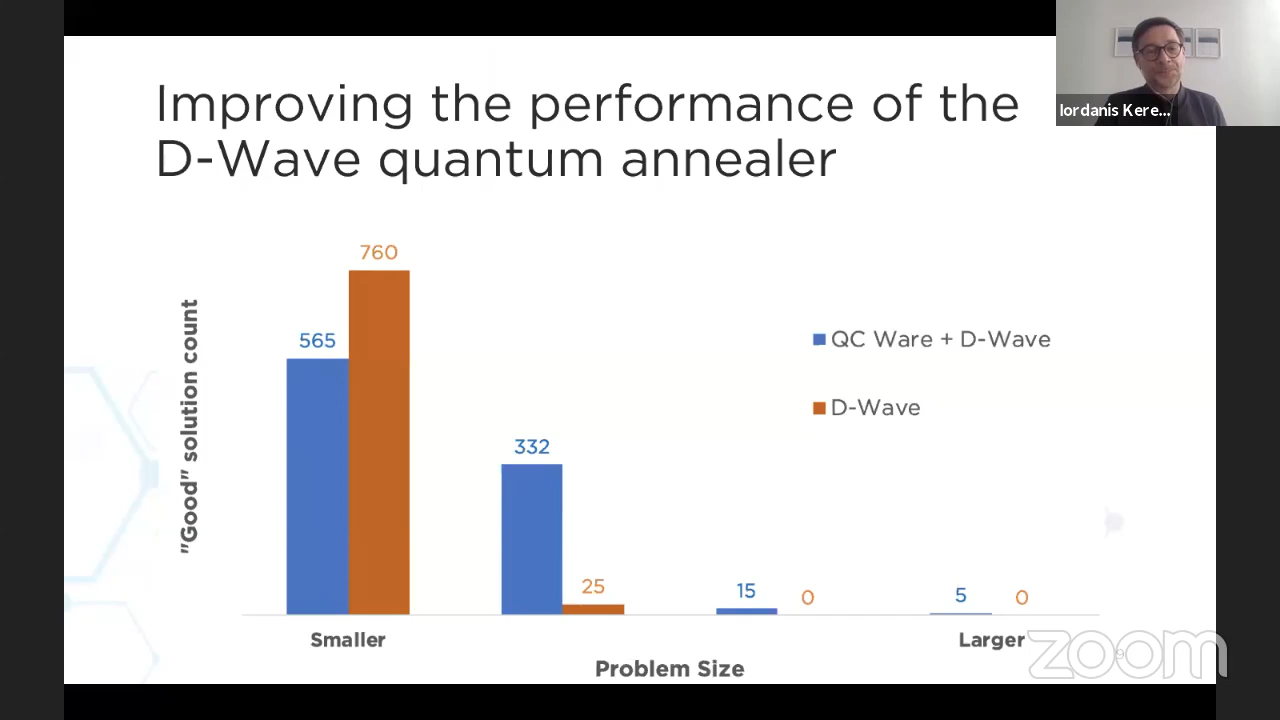 Improving the performance of the
D-Wave quantum annealer
Iordanis Kere...
"Good" solution count
760
565
332
25
15
0
5
0
QC Ware + D-Wave
D-Wave
Smaller
Larger
Problem Size
9
zoom